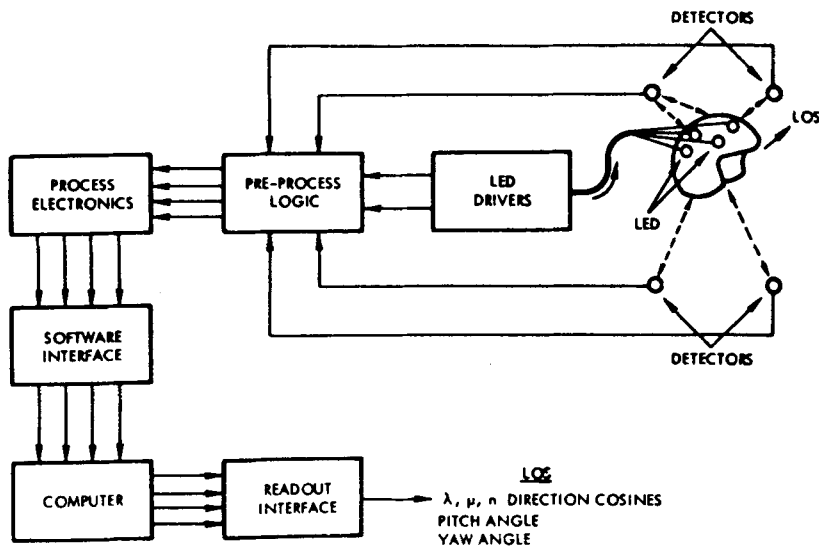 DETECTORS
LOS
PROCESS
ELECTRONICS
PRE-PROCESS
LOGIC
LED
DRIVERS
LED
SOFTWARE
INTERFACE
DETECTORS
COMPUTER
READOUT
INTERFACE
LOS
λ, μ, n DIRECTION COSINES
PITCH ANGLE
YAW ANGLE